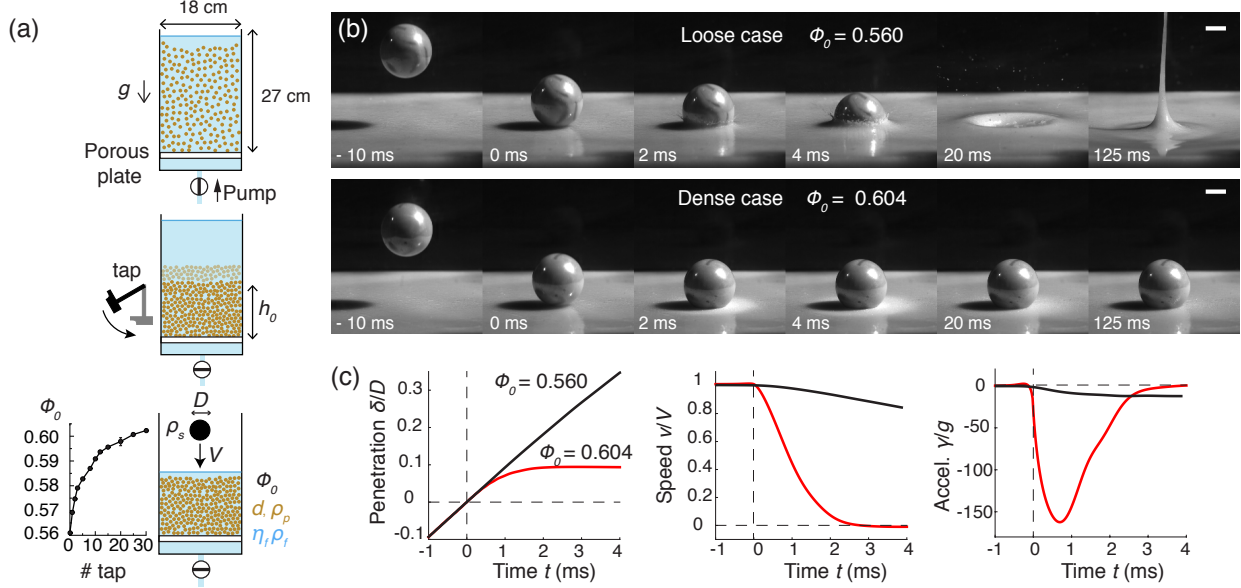 (a)
18 cm
27 cm
g
Porous
plate
Pump
tap
h₀
Φ₀
0.60
0.59
0.58
0.57
0.56
0 10 20 30
# tap
D
ρₛ
V
Φ₀
d, ρₚ
η_f ρ_f
(b)
Loose case Φ₀ = 0.560
- 10 ms
0 ms
2 ms
4 ms
20 ms
125 ms
Dense case Φ₀ = 0.604
- 10 ms
0 ms
2 ms
4 ms
20 ms
125 ms
(c)
Penetration δ/D
0.3
0.2
0.1
0
-0.1
-1 0 1 2 3 4
Time t (ms)
Φ₀ = 0.560
Φ₀ = 0.604
Speed v/V
1
0.8
0.6
0.4
0.2
0
-1 0 1 2 3 4
Time t (ms)
Accel. γ/g
0
-50
-100
-150
-1 0 1 2 3 4
Time t (ms)